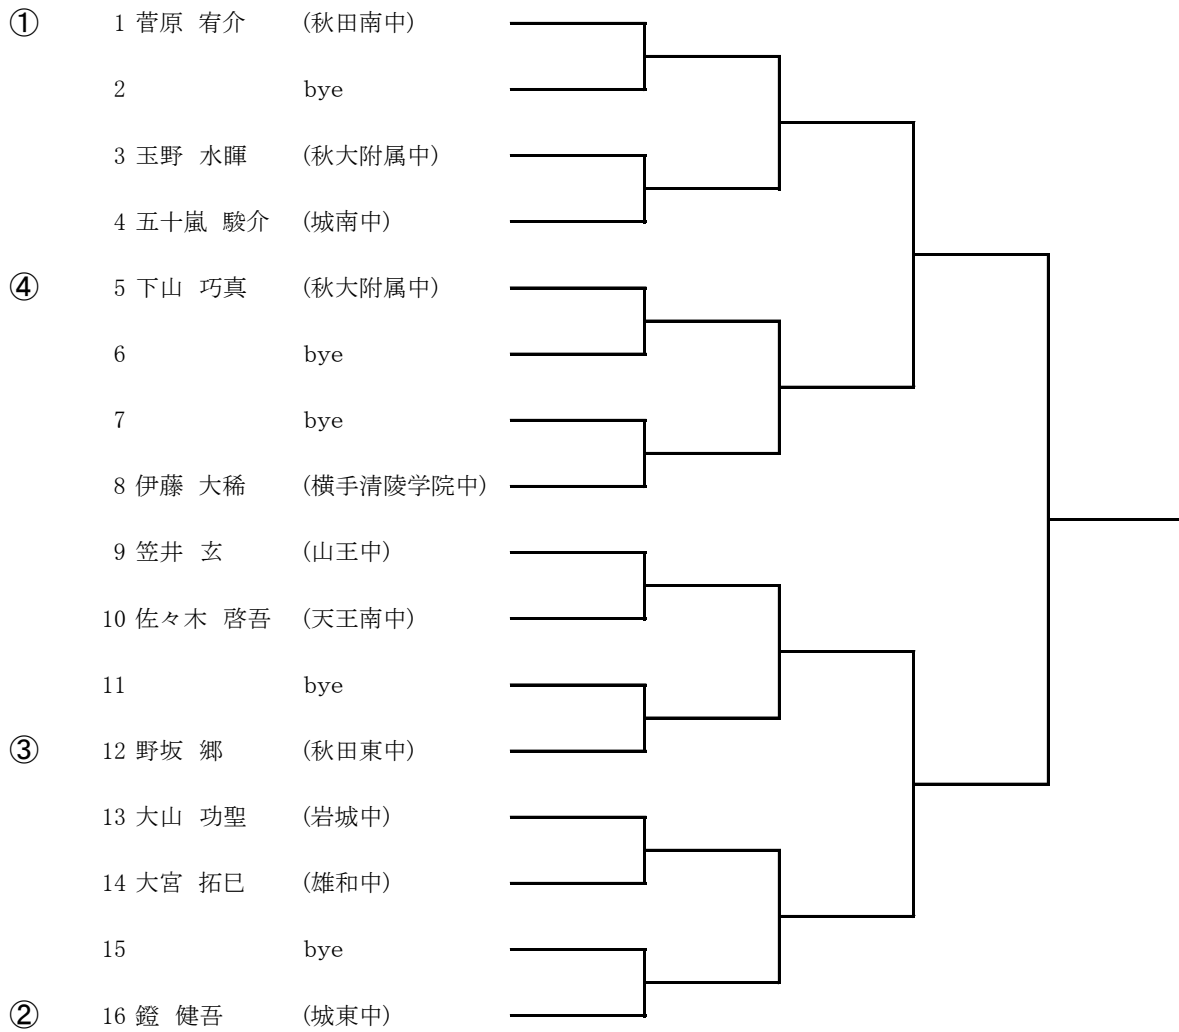 ① 1 菅原 宥介 (秋田南中)
2 bye
3 玉野 水暉 (秋大附属中)
4 五十嵐 駿介 (城南中)
④ 5 下山 巧真 (秋大附属中)
6 bye
7 bye
8 伊藤 大稀 (横手清陵学院中)
9 笠井 玄 (山王中)
10 佐々木 啓吾 (天王南中)
11 bye
③ 12 野坂 郷 (秋田東中)
13 大山 功聖 (岩城中)
14 大宮 拓巳 (雄和中)
15 bye
② 16 鐙 健吾 (城東中)